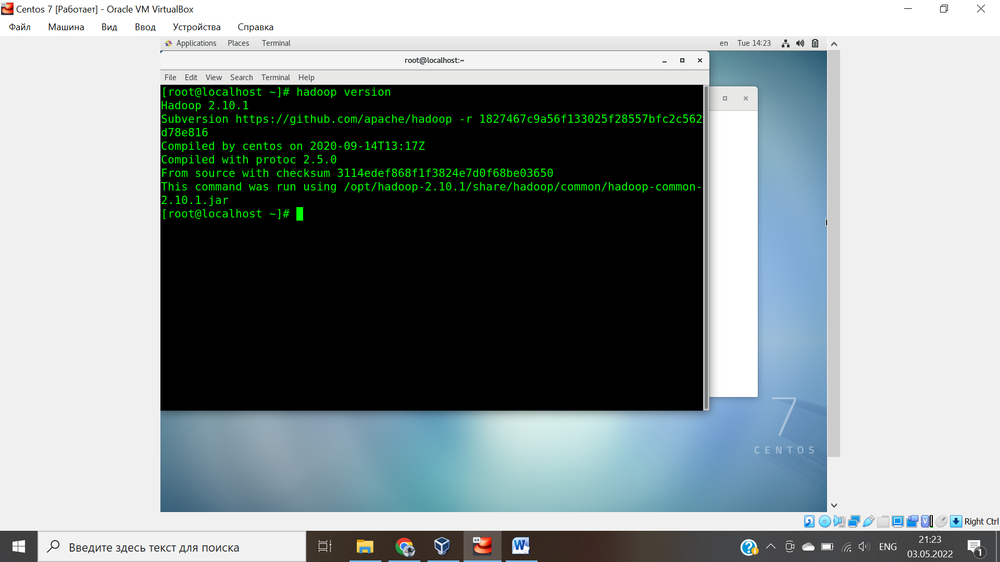 Centos 7 [Работает] - Oracle VM VirtualBox
Файл Машина Вид Ввод Устройства Справка
Applications Places Terminal en Tue 14:23
root@localhost:~
File Edit View Search Terminal Help
[root@localhost ~]# hadoop version
Hadoop 2.10.1
Subversion https://github.com/apache/hadoop -r 1827467c9a56f133025f28557bfc2c562
d78e816
Compiled by centos on 2020-09-14T13:17Z
Compiled with protoc 2.5.0
From source with checksum 3114edef868f1f3824e7d0f68be03650
This command was run using /opt/hadoop-2.10.1/share/hadoop/common/hadoop-common-
2.10.1.jar
[root@localhost ~]#
7
CENTOS
Right Ctrl
Введите здесь текст для поиска
64
W
ENG
21:23
03.05.2022
1